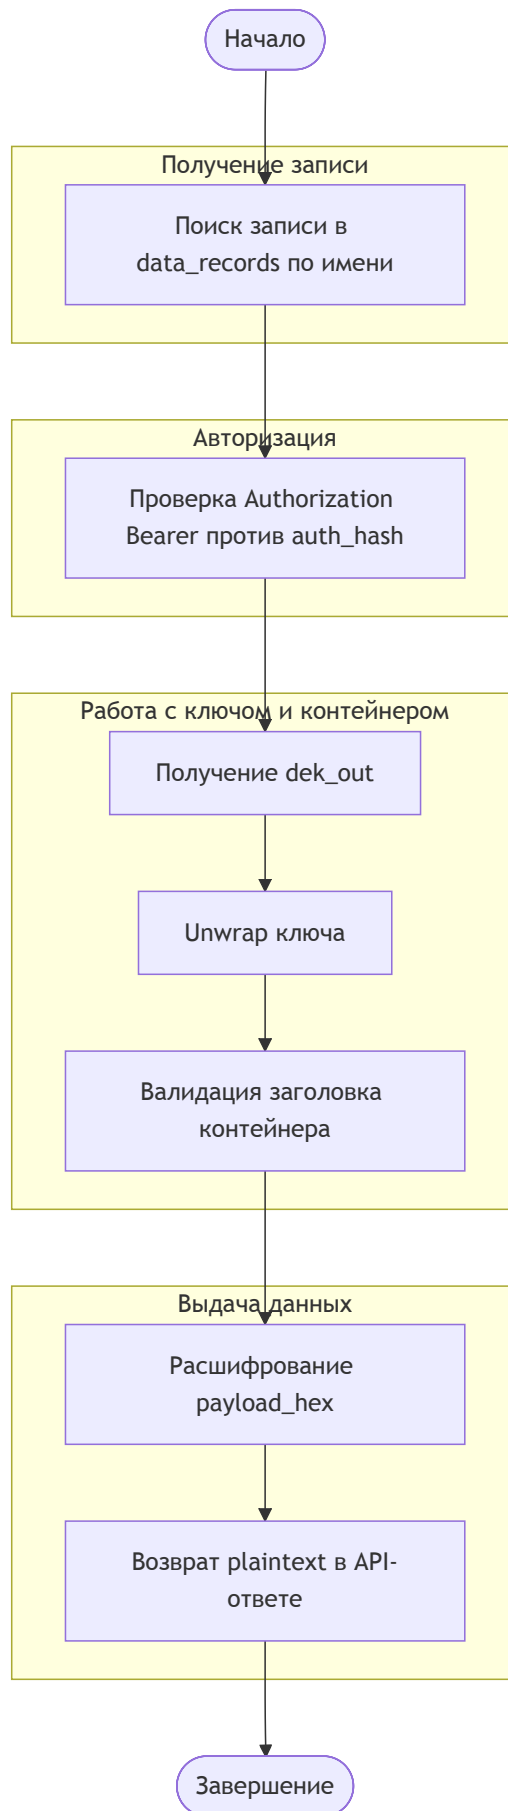 Начало
Получение записи
Поиск записи в
data_records по имени
Авторизация
Проверка Authorization
Bearer против auth_hash
Работа с ключом и контейнером
Получение dek_out
Unwrap ключа
Валидация заголовка
контейнера
Выдача данных
Расшифрование
payload_hex
Возврат plaintext в API-
ответе
Завершение